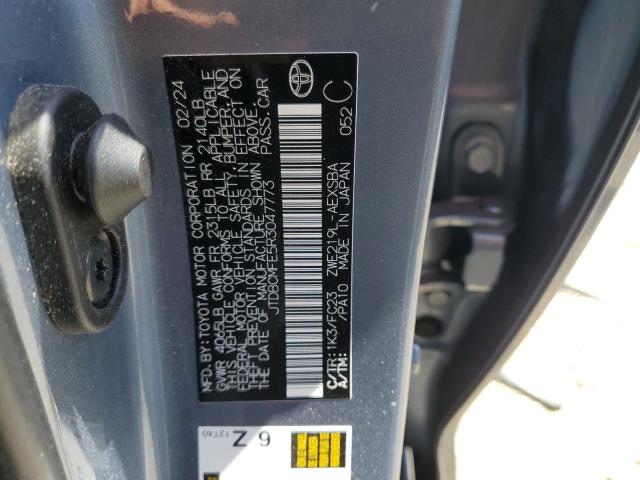 MFD.BY:TOYOTA MOTOR CORPORATION 02/24
GVWR 4065LB GAWR FR 2315LB RR 2140LB
THIS VEHICLE CONFORMS TO ALL APPLICABLE
FEDERAL MOTOR VEHICLE SAFETY, BUMPER, AND
THEFT PREVENTION STANDARDS IN EFFECT ON
THE DATE OF MANUFACTURE SHOWN ABOVE.
JTDBCMFE5R3047773 PASS.CAR
C/TR:1K3/FC23 ZWE219L-AEXSBA
A/TM: /PA10 MADE IN JAPAN 052 C
6 Z
12T40